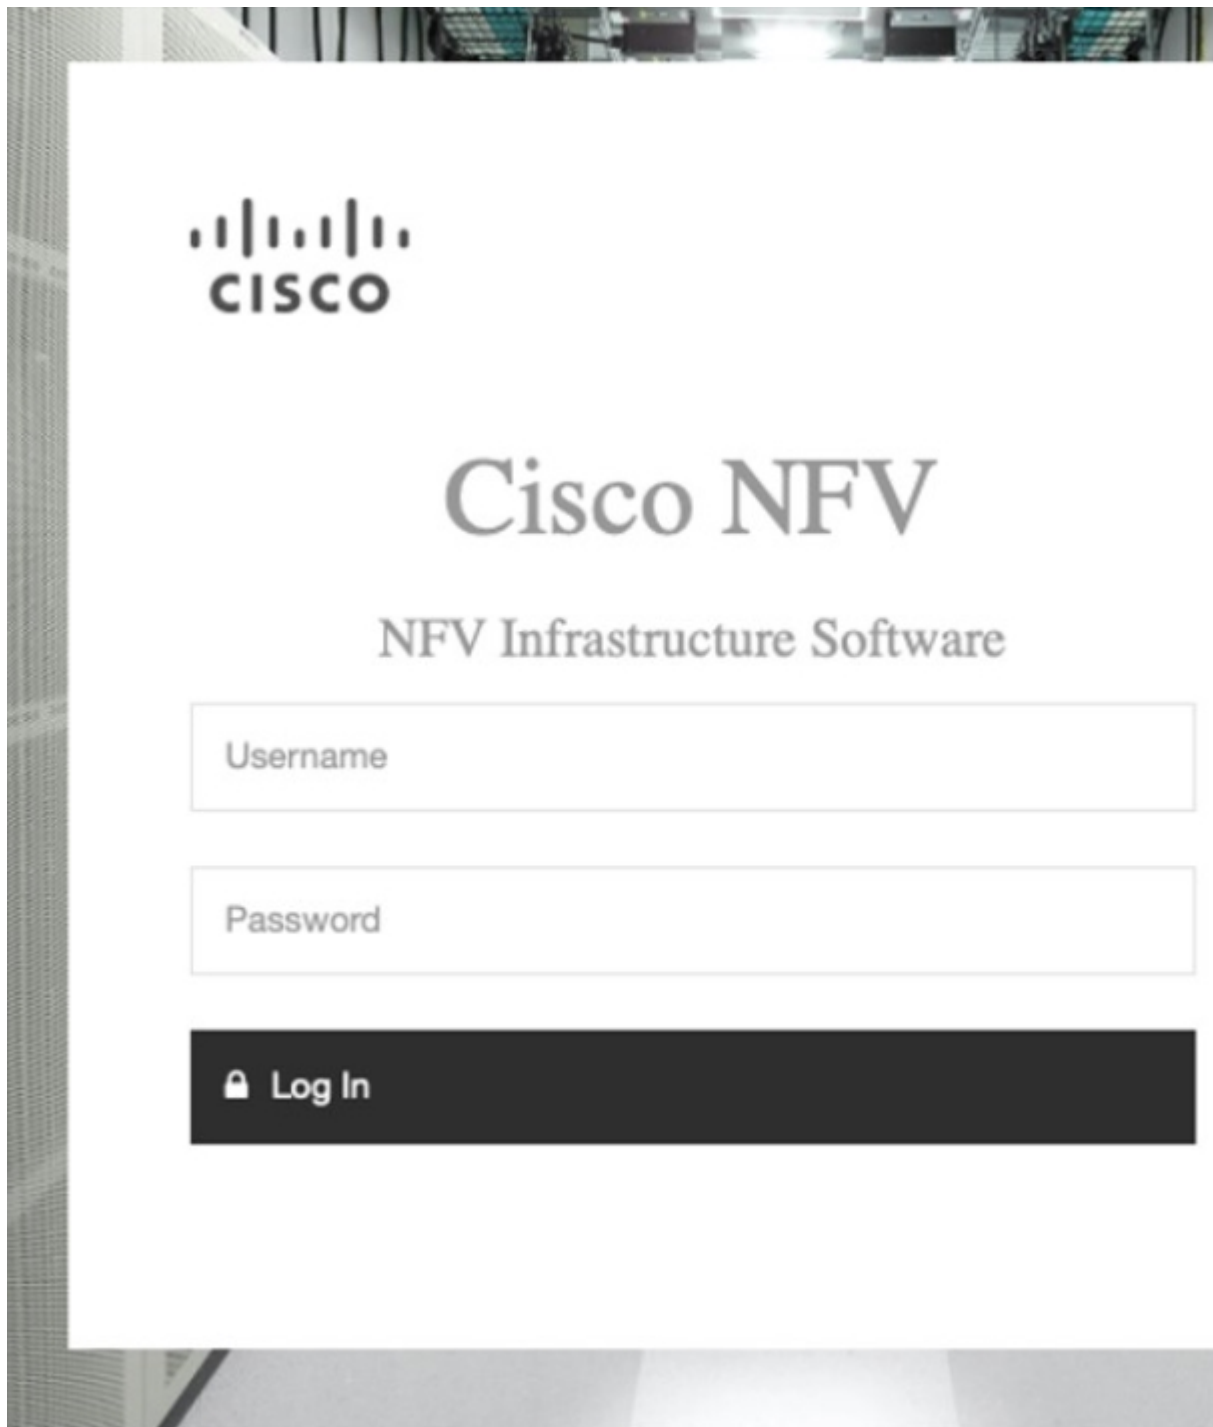 CISCO
Cisco NFV
NFV Infrastructure Software
Username
Password
Log In